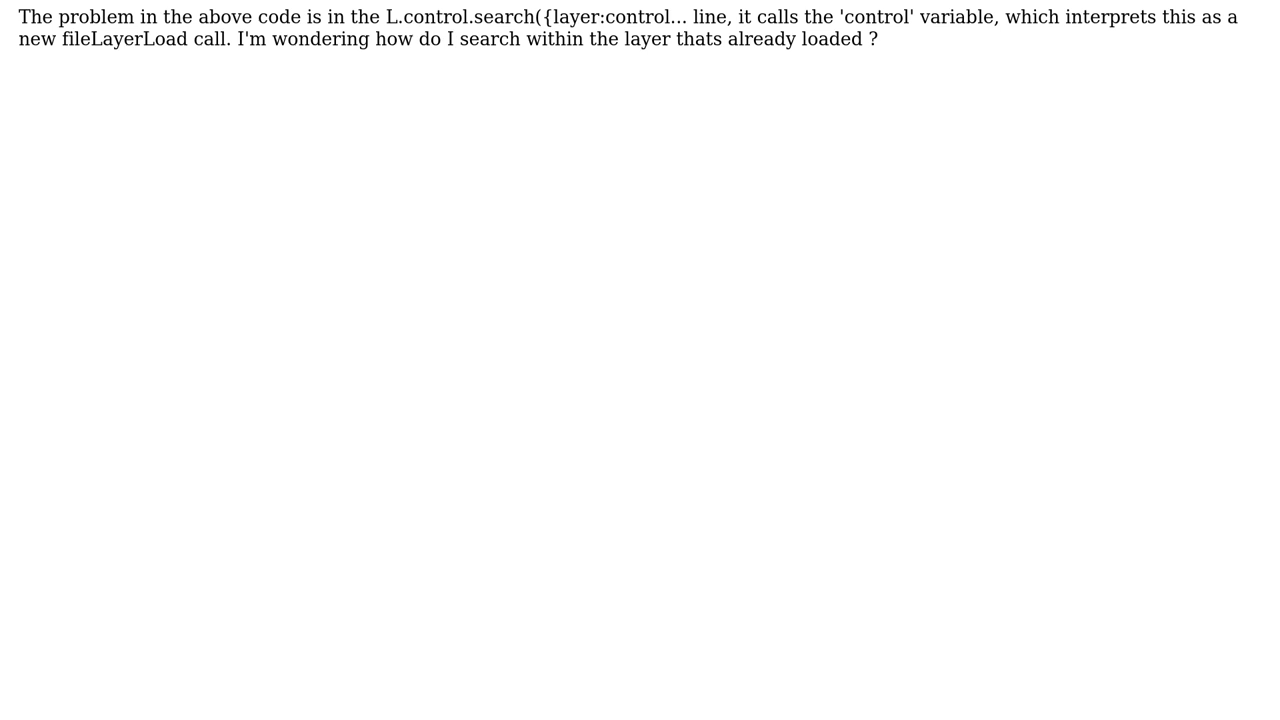 The problem in the above code is in the L.control.search({layer:control... line, it calls the 'control' variable, which interprets this as a
new fileLayerLoad call. I'm wondering how do I search within the layer thats already loaded ?